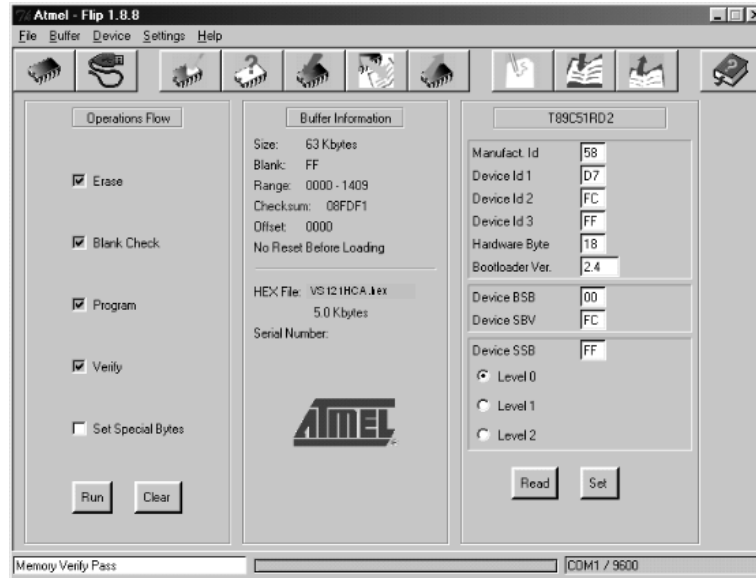 Atmel - Flip 1.8.8
File Buffer Device Settings Help
Operations Flow
Erase
Blank Check
Program
Verify
Set Special Bytes
Run Clear
Buffer Information
Size: 63 Kbytes
Blank: FF
Range: 0000 - 1409
Checksum: 08FDF1
Offset: 0000
No Reset Before Loading
HEX File: VS121HCA.hex
5.0 Kbytes
Serial Number:
ATMEL
T89C51RD2
Manufact. Id 58
Device Id 1 D7
Device Id 2 FC
Device Id 3 FF
Hardware Byte 18
Bootloader Ver. 2.4
Device BSB 00
Device SBV FC
Device SSB FF
Level 0
Level 1
Level 2
Read Set
Memory Verify Pass
COM1 / 9600